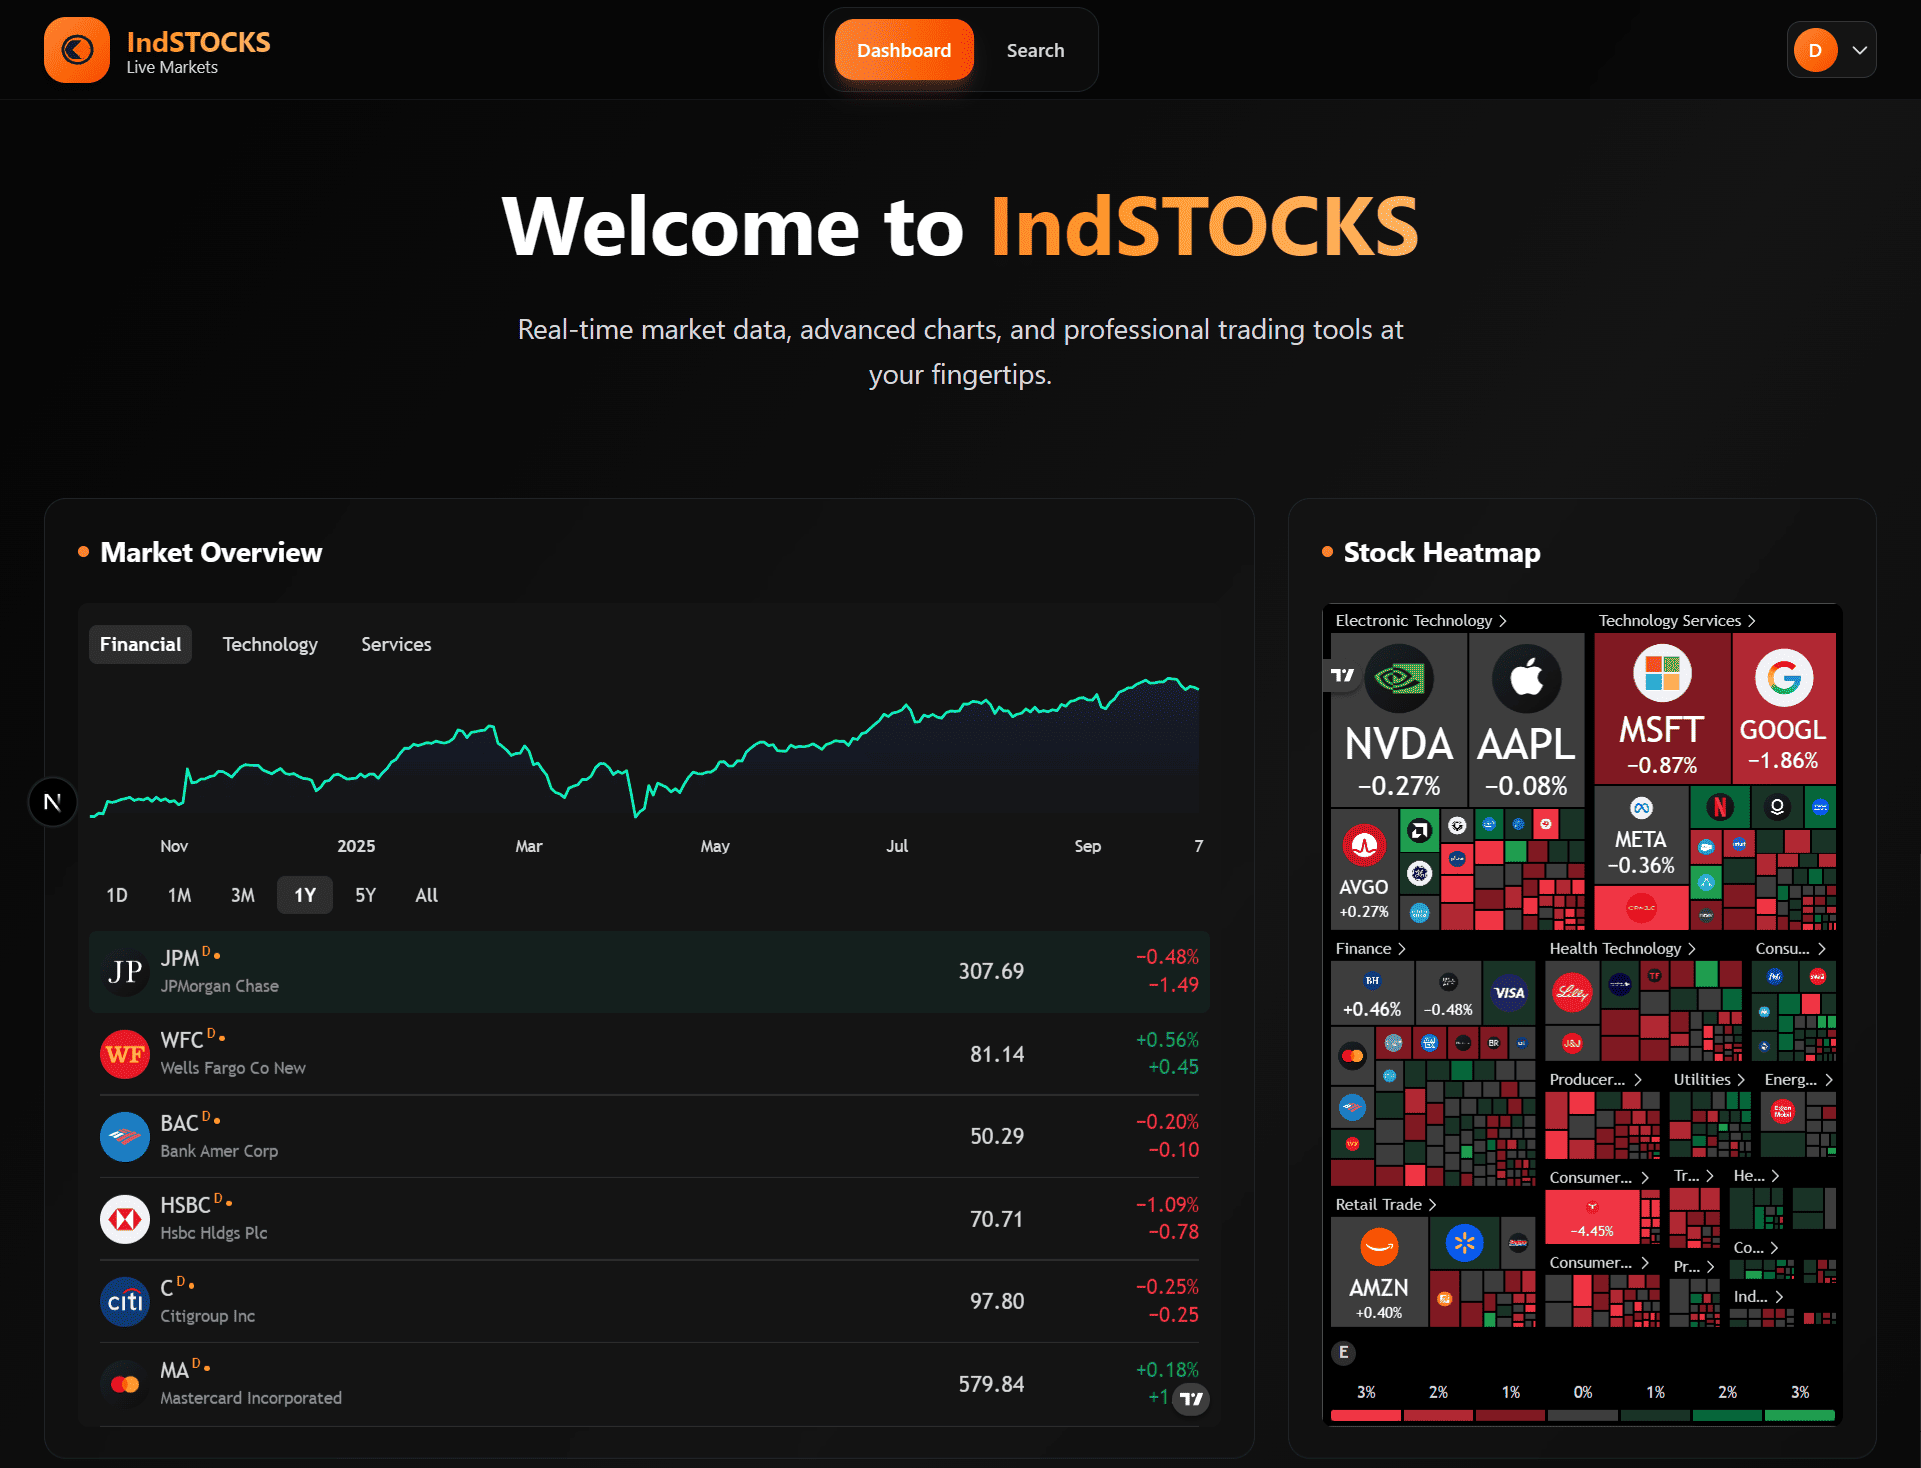 IndSTOCKS
Live Markets
Dashboard
Search
D
Welcome to IndSTOCKS
Real-time market data, advanced charts, and professional trading tools at
your fingertips.
Market Overview
Financial
Technology
Services
Nov
2025
Mar
May
Jul
Sep
7
1D
1M
3M
1Y
5Y
All
N
JP
JPM D
JPMorgan Chase
307.69
−0.48%
−1.49
WF
WFC D
Wells Fargo Co New
81.14
+0.56%
+0.45
BAC D
Bank Amer Corp
50.29
−0.20%
−0.10
HSBC D
Hsbc Hldgs Plc
70.71
−1.09%
−0.78
citi
C D
Citigroup Inc
97.80
−0.25%
−0.25
MA D
Mastercard Incorporated
579.84
+0.18%
+1
Stock Heatmap
Electronic Technology
Technology Services
NVDA
−0.27%
AAPL
−0.08%
MSFT
−0.87%
GOOGL
−1.86%
AVGO
+0.27%
META
−0.36%
N
ORACLE
Finance
Health Technology
Consu...
BH
+0.46%
−0.48%
VISA
Lilly
TF
BR
J&J
WF
Producer...
Utilities
Energ...
Exxon
Mobil
Consumer...
Tr...
He...
−4.45%
Retail Trade
AMZN
+0.40%
Co...
Consumer...
Pr...
Ind...
E
3%
2%
1%
0%
1%
2%
3%